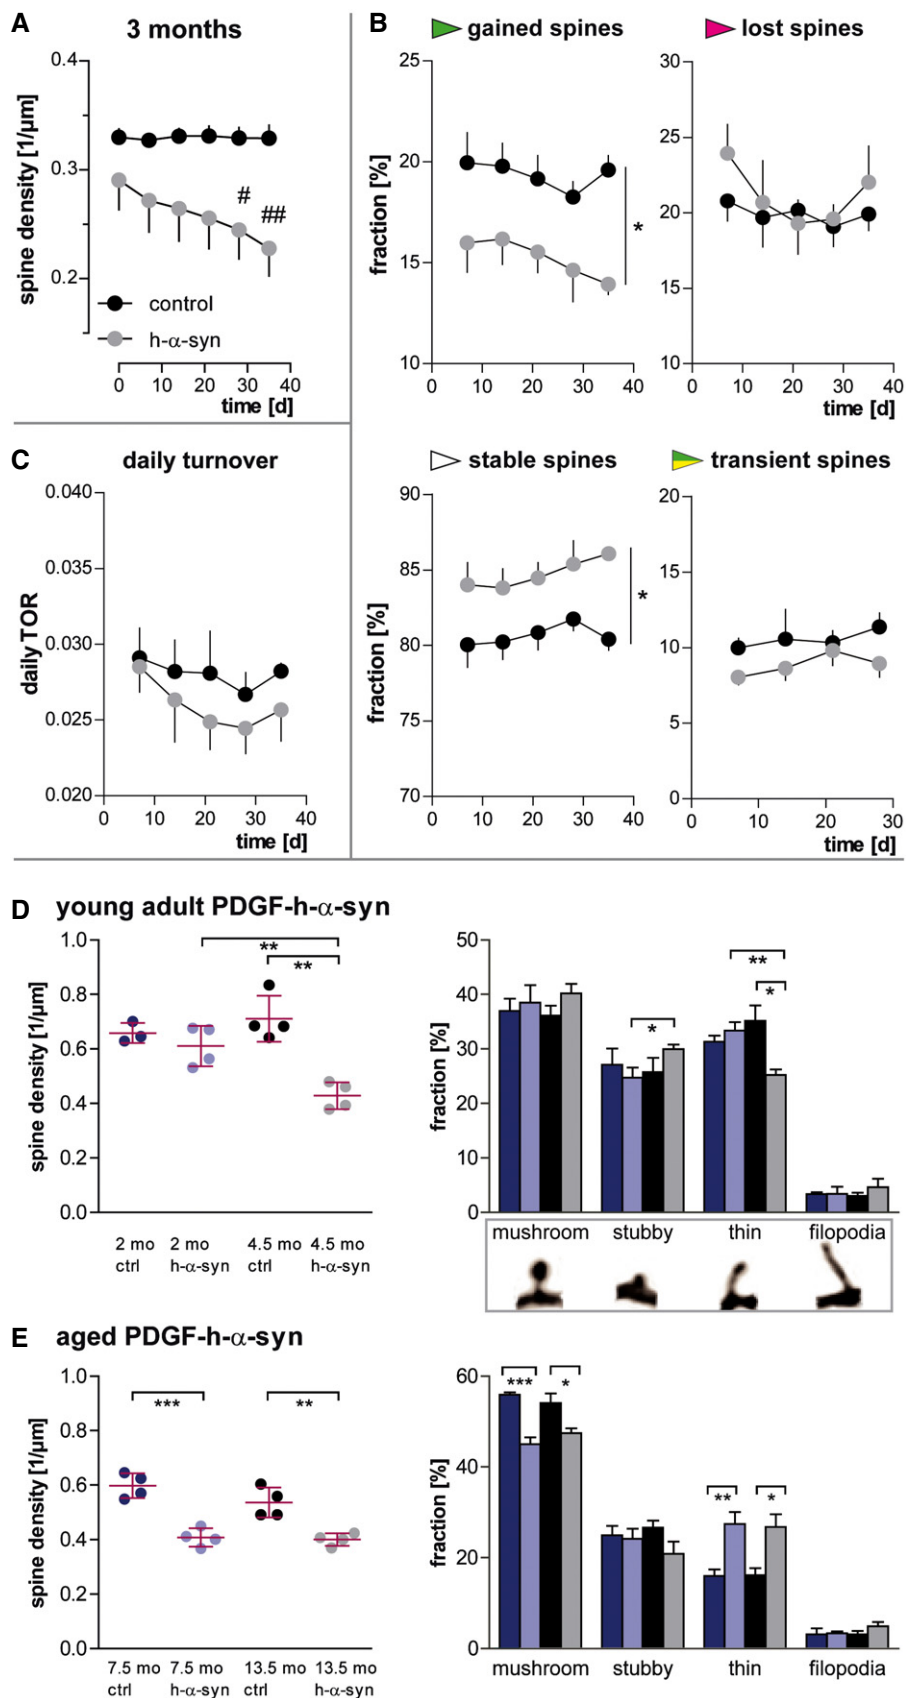 A
3 months
spine density [1/µm]
0.4
0.3
0.2
#
##
control
h-α-syn
0 10 20 30 40
time [d]
B
gained spines
fraction [%]
25
20
15
10
*
0 10 20 30 40
lost spines
30
25
20
15
10
0 10 20 30 40
time [d]
C
daily turnover
daily TOR
0.040
0.035
0.030
0.025
0.020
0 10 20 30 40
time [d]
stable spines
fraction [%]
90
85
80
75
70
*
0 10 20 30 40
transient spines
20
15
10
5
0
0 10 20 30
time [d]
D
young adult PDGF-h-α-syn
spine density [1/µm]
1.0
0.8
0.6
0.4
0.2
0.0
**
**
2 mo 2 mo 4.5 mo 4.5 mo
ctrl h-α-syn ctrl h-α-syn
fraction [%]
50
40
30
20
10
0
**
*
*
mushroom stubby thin filopodia
E
aged PDGF-h-α-syn
spine density [1/µm]
1.0
0.8
0.6
0.4
0.2
0.0
*** **
7.5 mo 7.5 mo 13.5 mo 13.5 mo
ctrl h-α-syn ctrl h-α-syn
fraction [%]
60
40
20
0
*** *
** *
mushroom stubby thin filopodia